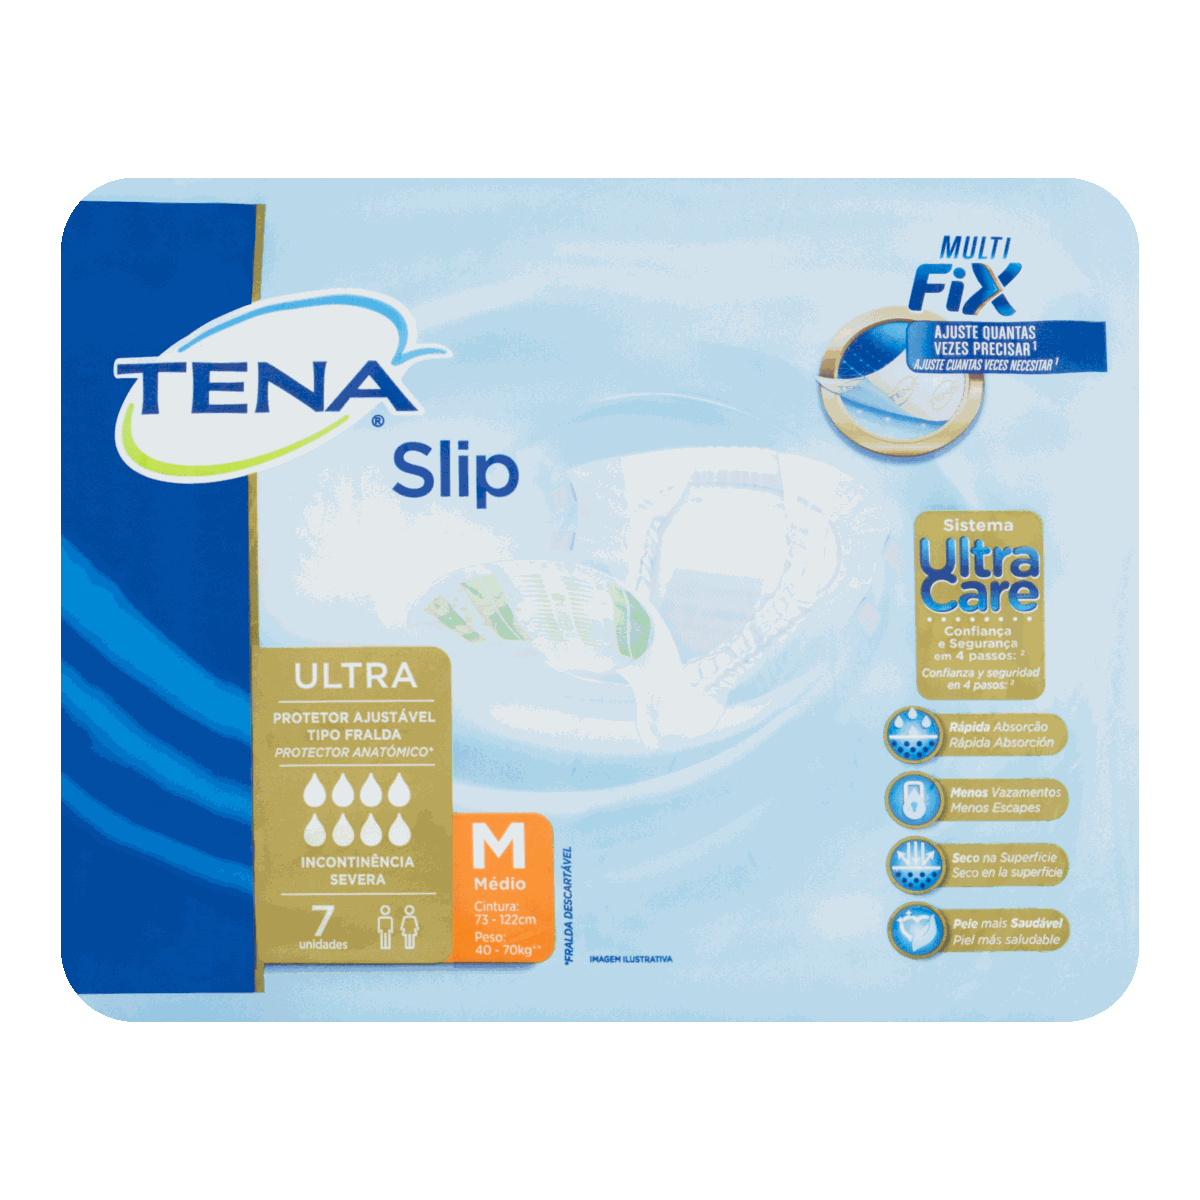 TENA®
Slip
MULTI
FiX
AJUSTE QUANTAS
VEZES PRECISAR¹
AJUSTE CUANTAS VECES NECESITAR¹
Sistema
Ultra
Care
Confiança
e Segurança
em 4 passos: ²
Confianza y seguridad
en 4 pasos: ²
Rápida Absorção
Rápida Absorción
Menos Vazamentos
Menos Escapes
Seco na Superfície
Seco en la superficie
Pele mais Saudável
Piel más saludable
ULTRA
PROTETOR AJUSTÁVEL
TIPO FRALDA
PROTECTOR ANATÓMICO*
INCONTINÊNCIA
SEVERA
7
unidades
M
Médio
Cintura:
73 - 122cm
Peso:
40 - 70kg**
*FRALDA DESCARTÁVEL
IMAGEM ILUSTRATIVA